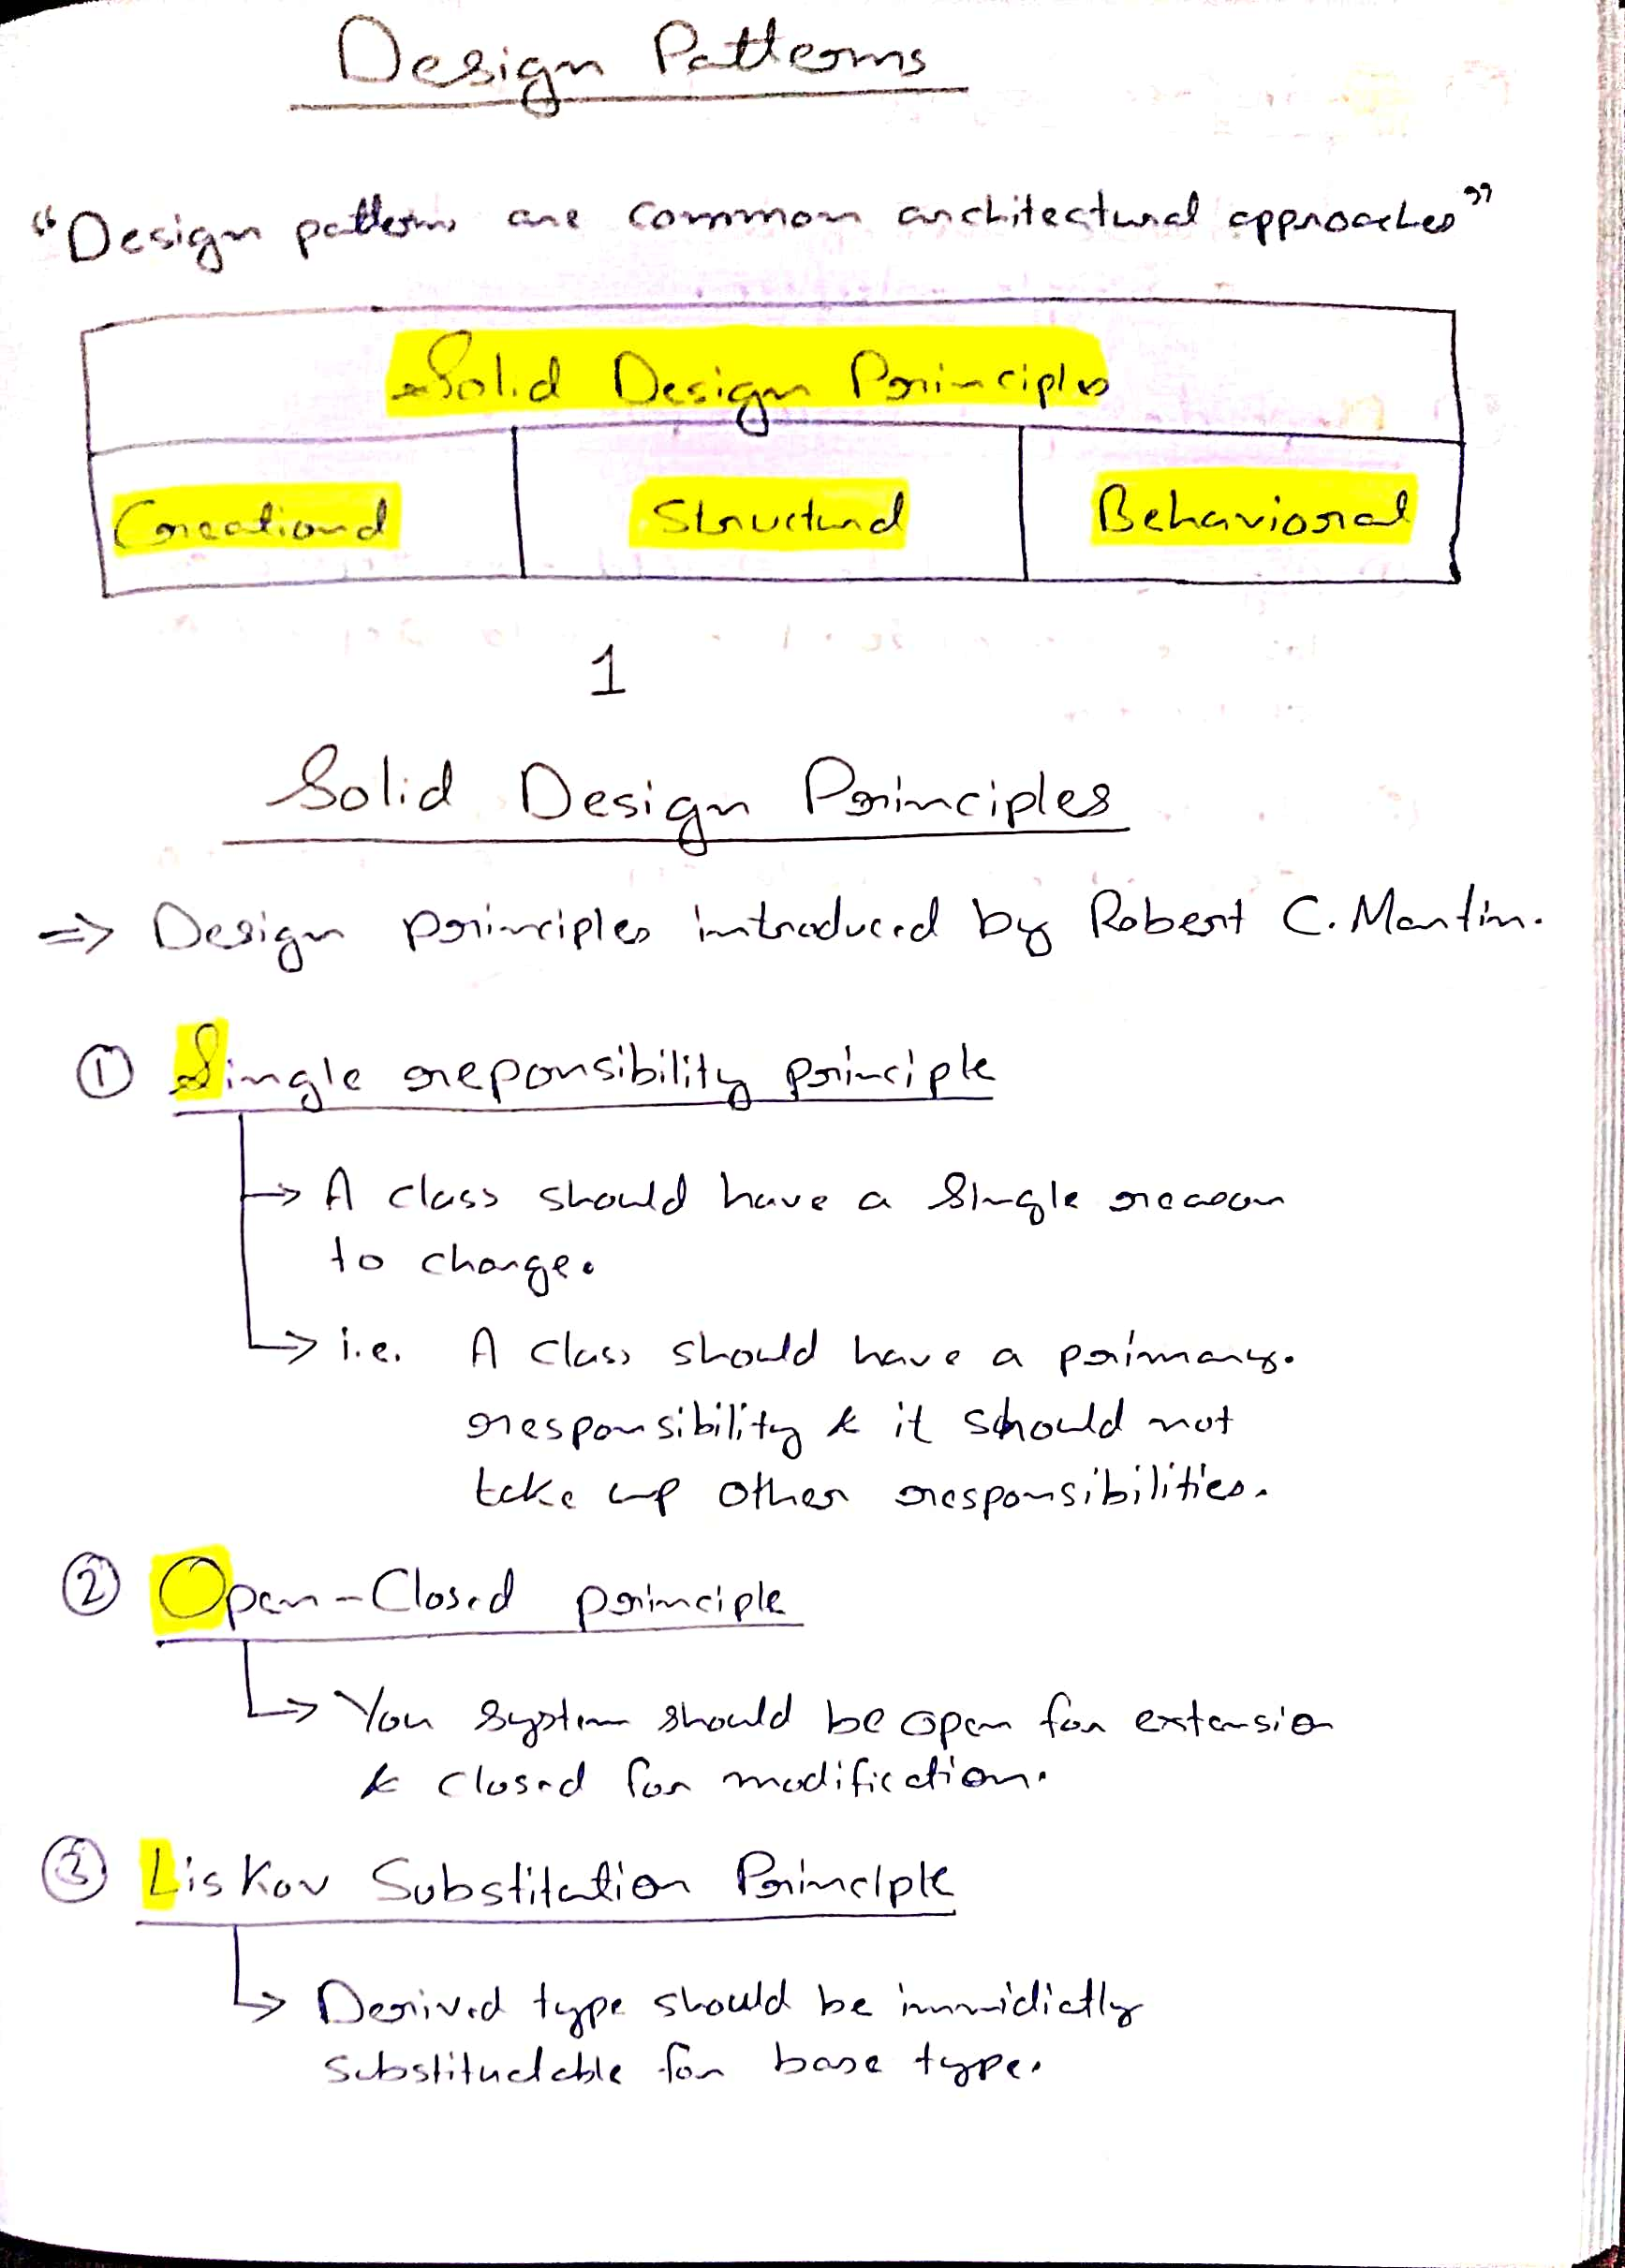 Design Patterns
“Design patterns are common architectural approaches”
Solid Design Principles
Creational Structural Behavioral
1
Solid Design Principles
=> Design principles introduced by Robert C. Martin.
① Single reponsibility principle
→ A class should have a Single reason
to change.
→ i.e. A class should have a primary.
responsibility & it should not
take up other responsibilities.
② Open-Closed principle
→ You system should be open for extension
& closed for modification.
③ Liskov Substitution Principle
→ Derived type should be immidiatly
substitudable for base type.